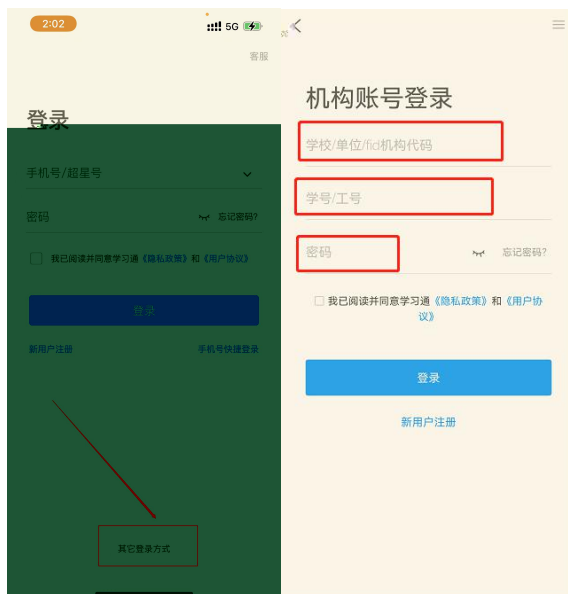 2:02
5G
客服
登录
手机号/超星号
密码
忘记密码?
我已阅读并同意学习通《隐私政策》和《用户协议》
登录
新用户注册
手机号快捷登录
其它登录方式
机构账号登录
学校/单位/fid机构代码
学号/工号
密码
忘记密码?
我已阅读并同意学习通《隐私政策》和《用户协
议》
登录
新用户注册